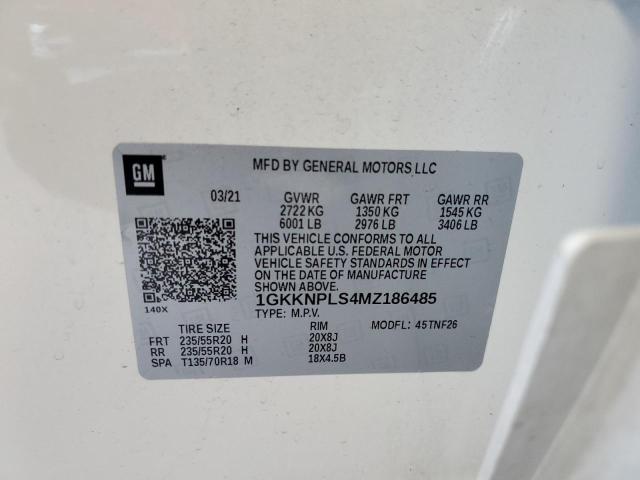 GM
MFD BY GENERAL MOTORS LLC
03/21 GVWR GAWR FRT GAWR RR
2722 KG 1350 KG 1545 KG
6001 LB 2976 LB 3406 LB
THIS VEHICLE CONFORMS TO ALL
APPLICABLE U.S. FEDERAL MOTOR
VEHICLE SAFETY STANDARDS IN EFFECT
ON THE DATE OF MANUFACTURE
SHOWN ABOVE.
1GKKNPLS4MZ186485
140X
TYPE: M.P.V.
TIRE SIZE RIM MODFL: 45TNF26
FRT 235/55R20 H 20X8J
RR 235/55R20 H 20X8J
SPA T135/70R18 M 18X4.5B